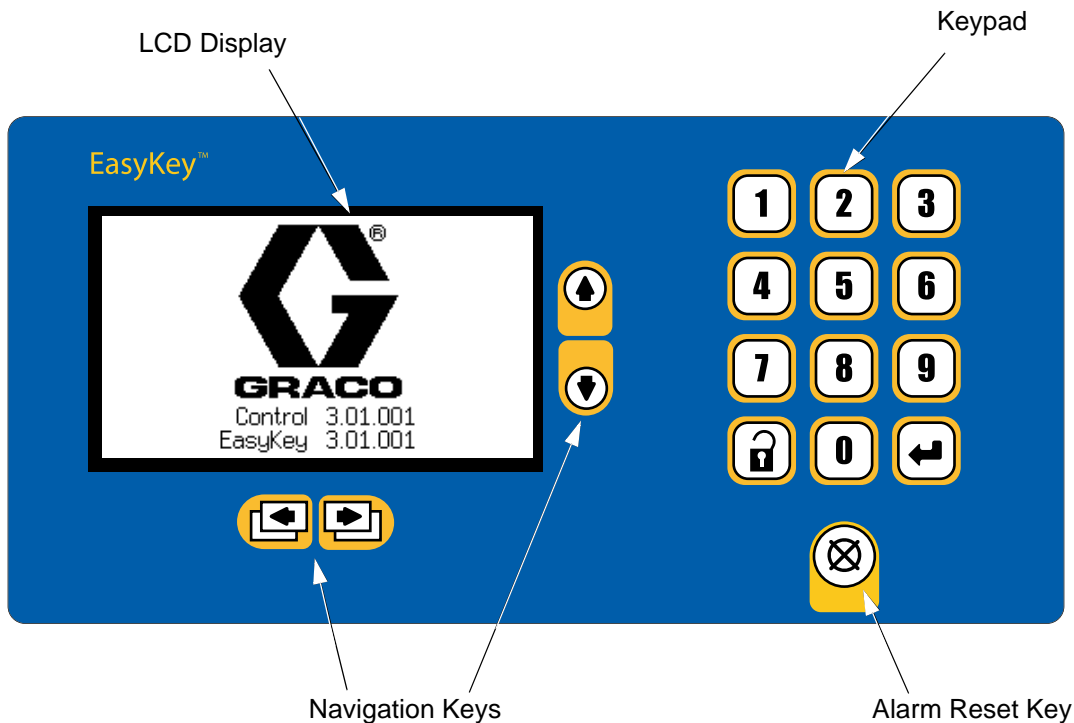 Keypad
LCD Display
EasyKey™
®
GRACO
Control 3.01.001
EasyKey 3.01.001
1 2 3
4 5 6
7 8 9
0
Navigation Keys
Alarm Reset Key